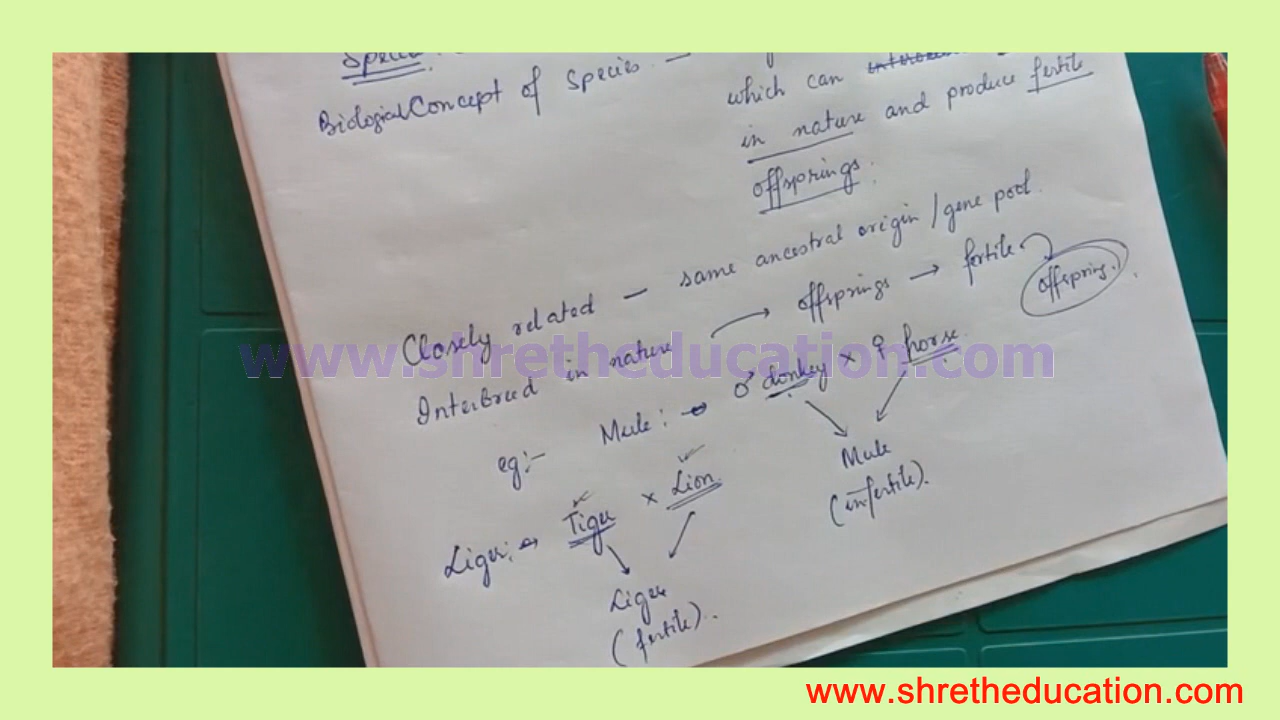 Species
Biological Concept of Species —
which can
in nature and produce fertile
offsprings.
Closely related — same ancestral origin / gene pool.
Interbreed in nature → offsprings → fertile
offspring.
eg:- Mule: → ♂ donkey × ♀ horse.
Mule
(infertile).
Liger: → Tiger × Lion
Liger
(fertile).
www.shretheducation.com
www.shretheducation.com